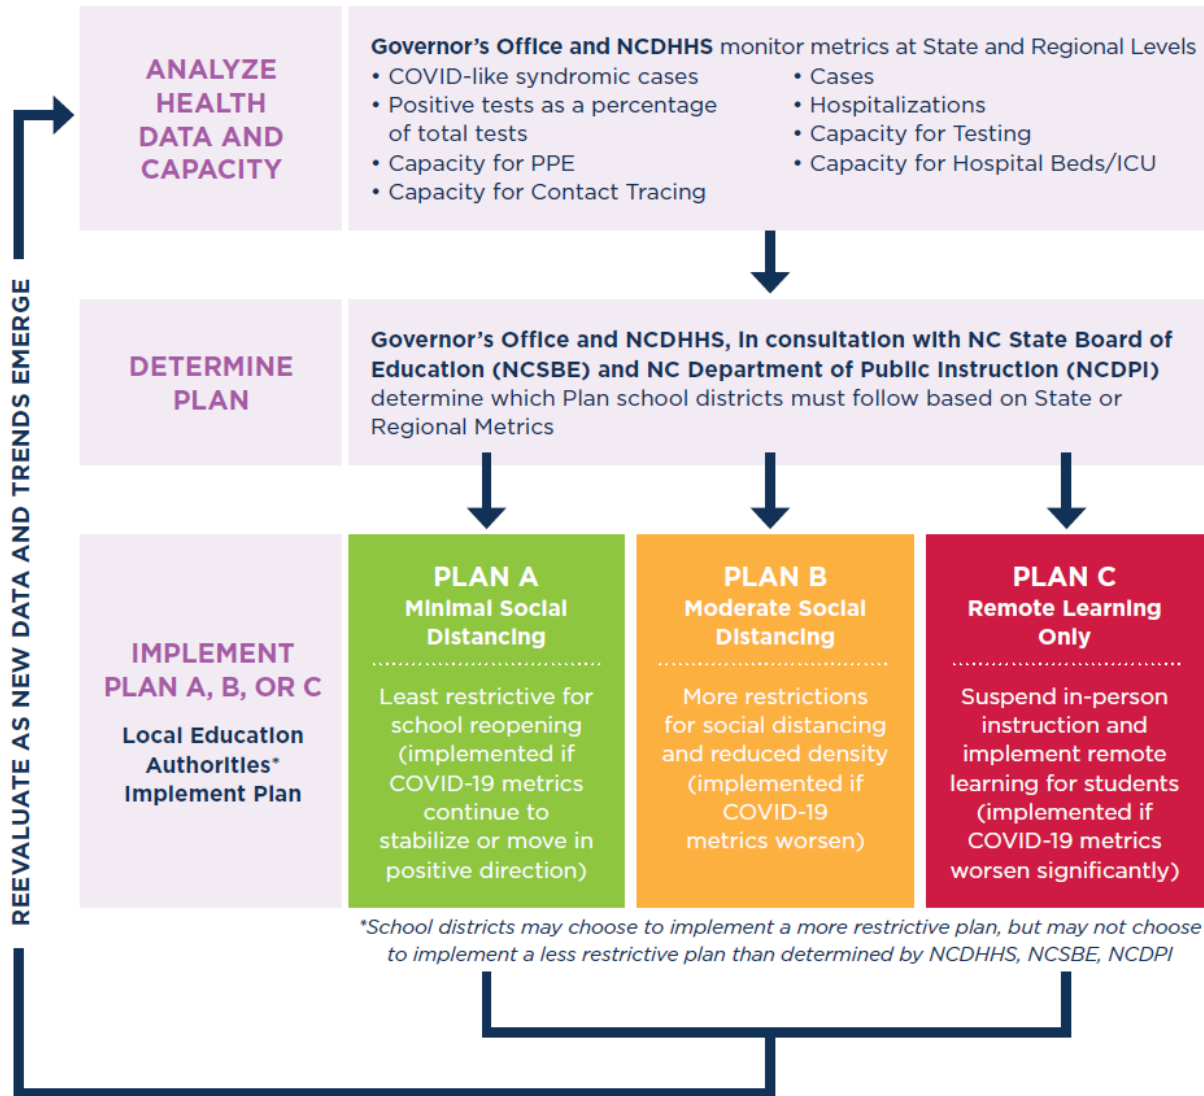 REEVALUATE AS NEW DATA AND TRENDS EMERGE
ANALYZE
HEALTH
DATA AND
CAPACITY
Governor's Office and NCDHHS monitor metrics at State and Regional Levels
• COVID-like syndromic cases
• Positive tests as a percentage
of total tests
• Capacity for PPE
• Capacity for Contact Tracing
• Cases
• Hospitalizations
• Capacity for Testing
• Capacity for Hospital Beds/ICU
DETERMINE
PLAN
Governor's Office and NCDHHS, in consultation with NC State Board of
Education (NCSBE) and NC Department of Public Instruction (NCDPI)
determine which Plan school districts must follow based on State or
Regional Metrics
IMPLEMENT
PLAN A, B, OR C
Local Education
Authorities*
Implement Plan
PLAN A
Minimal Social
Distancing
Least restrictive for
school reopening
(implemented if
COVID-19 metrics
continue to
stabilize or move in
positive direction)
PLAN B
Moderate Social
Distancing
More restrictions
for social distancing
and reduced density
(implemented if
COVID-19
metrics worsen)
PLAN C
Remote Learning
Only
Suspend in-person
instruction and
implement remote
learning for students
(implemented if
COVID-19 metrics
worsen significantly)
*School districts may choose to implement a more restrictive plan, but may not choose
to implement a less restrictive plan than determined by NCDHHS, NCSBE, NCDPI